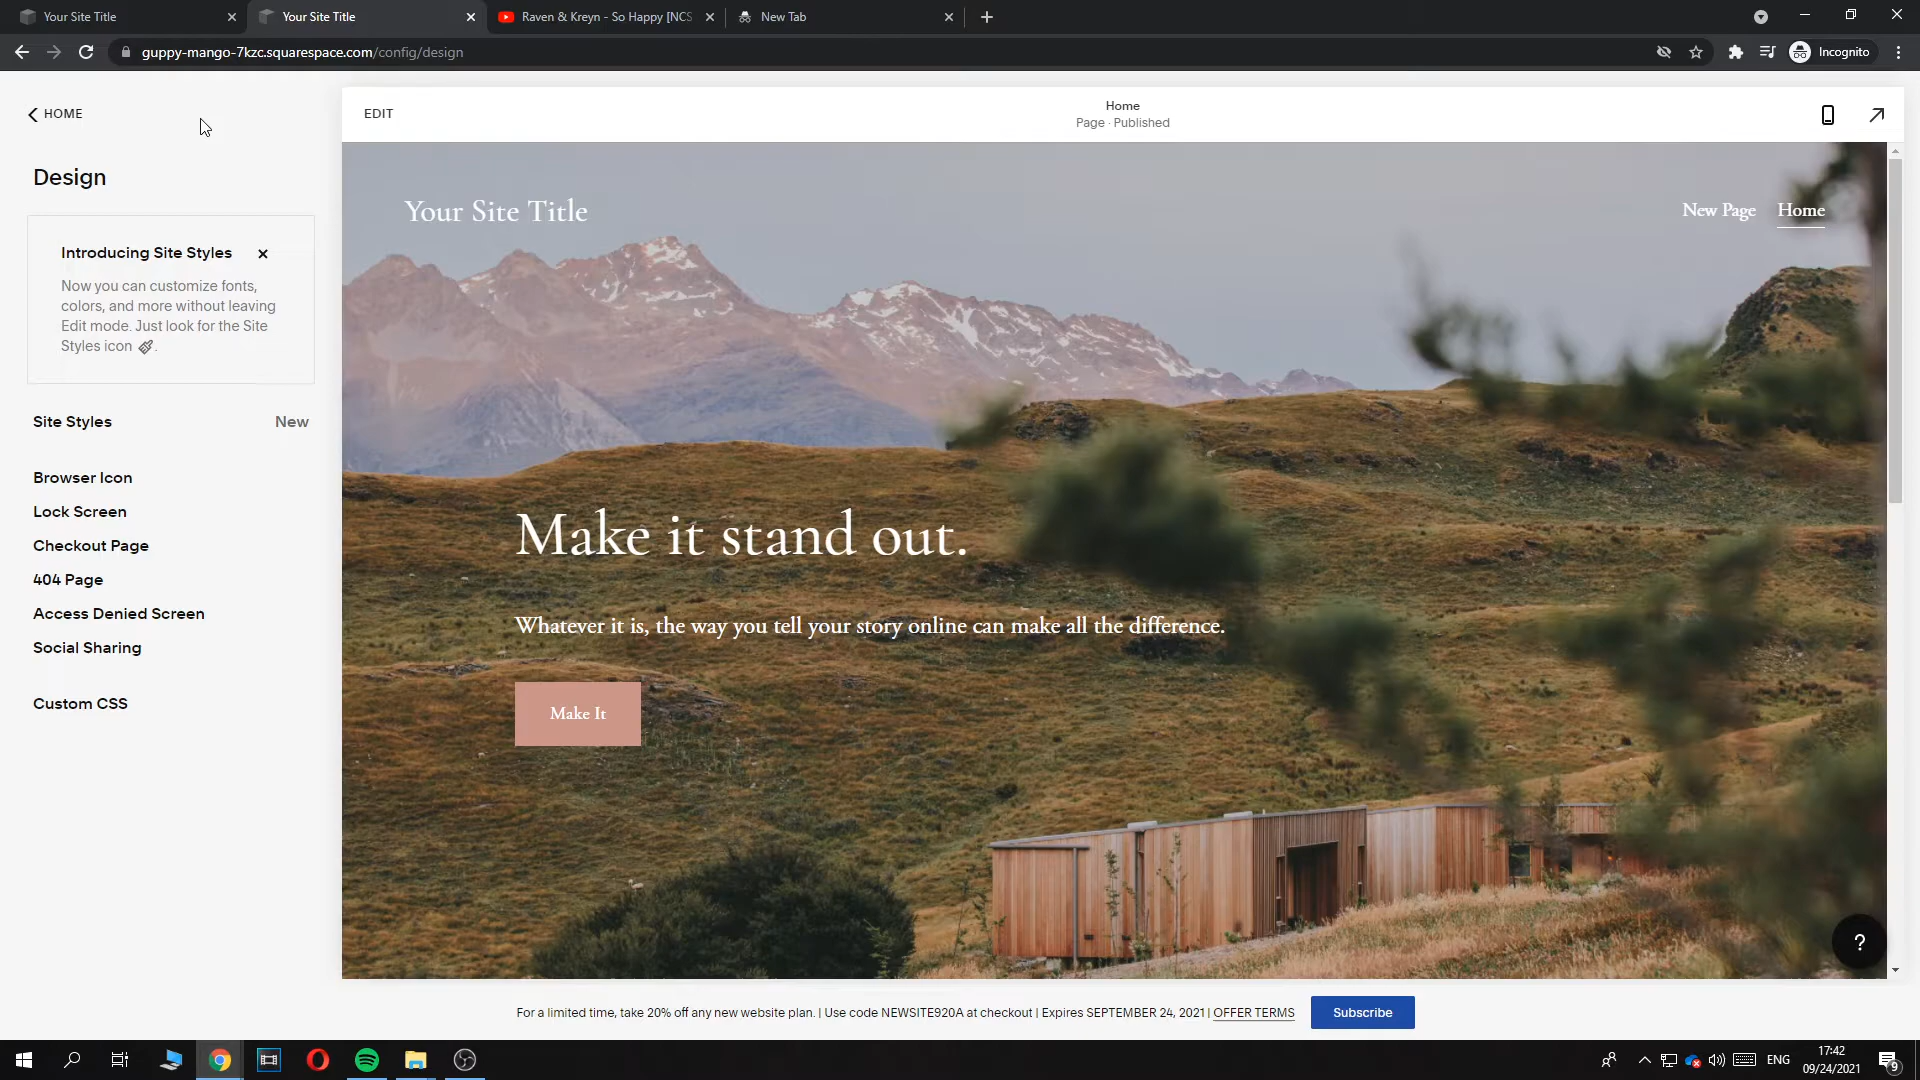 Your Site Title
Your Site Title
Raven & Kreyn - So Happy [NCS
New Tab
guppy-mango-7kzc.squarespace.com/config/design
Incognito
HOME
EDIT
Home
Page · Published
Design
Introducing Site Styles
Now you can customize fonts,
colors, and more without leaving
Edit mode. Just look for the Site
Styles icon .
Site Styles New
Browser Icon
Lock Screen
Checkout Page
404 Page
Access Denied Screen
Social Sharing
Custom CSS
Your Site Title
New Page Home
Make it stand out.
Whatever it is, the way you tell your story online can make all the difference.
Make It
?
For a limited time, take 20% off any new website plan. | Use code NEWSITE920A at checkout | Expires SEPTEMBER 24, 2021 | OFFER TERMS
Subscribe
ENG
17:42
09/24/2021
9